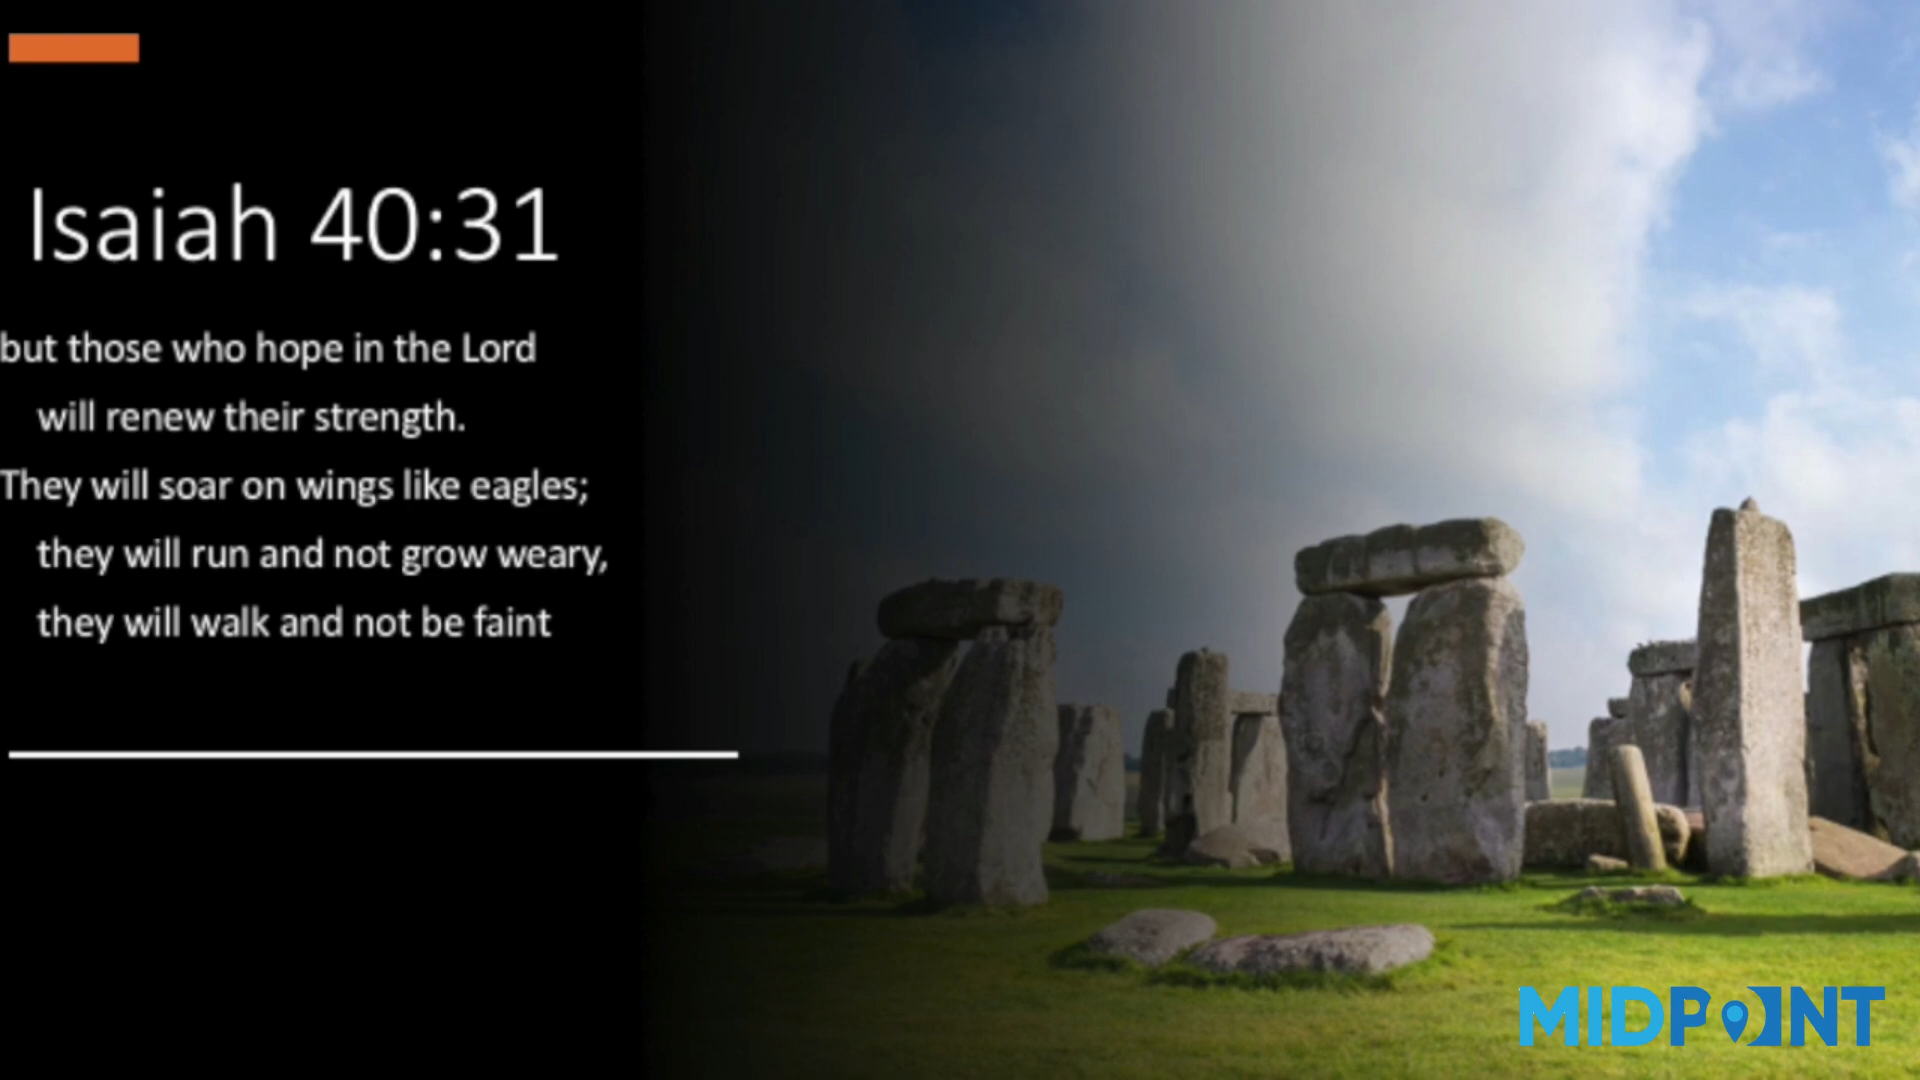 Isaiah 40:31
but those who hope in the Lord
will renew their strength.
They will soar on wings like eagles;
they will run and not grow weary,
they will walk and not be faint
MIDPOINT